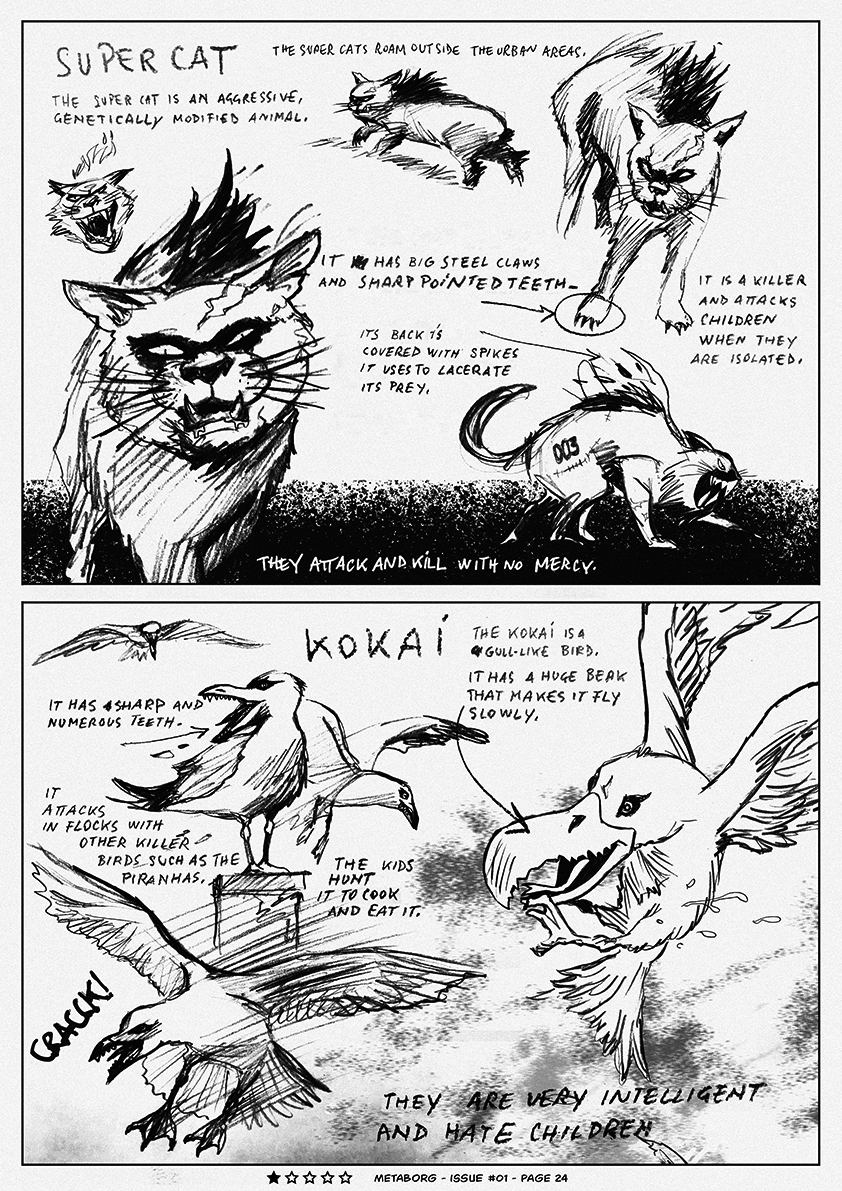 SUPER CAT
THE SUPER CATS ROAM OUTSIDE THE URBAN AREAS.
THE SUPER CAT IS AN AGGRESSIVE,
GENETICALLY MODIFIED ANIMAL.
IT HAS BIG STEEL CLAWS
AND SHARP POINTED TEETH-
IT IS A KILLER
AND ATTACKS
CHILDREN
WHEN THEY
ARE ISOLATED.
ITS BACK IS
COVERED WITH SPIKES
IT USES TO LACERATE
ITS PREY.
003
THEY ATTACK AND KILL WITH NO MERCY.
KOKAI
THE KOKAI IS A
GULL-LIKE BIRD.
IT HAS A HUGE BEAK
THAT MAKES IT FLY
SLOWLY.
IT HAS SHARP AND
NUMEROUS TEETH-
IT
ATTACKS
IN FLOCKS WITH
OTHER KILLER
BIRDS SUCH AS THE
PIRANHAS.
THE KIDS
HUNT
IT TO COOK
AND EAT IT.
CRACCK!
THEY ARE VERY INTELLIGENT
AND HATE CHILDREN
METABORG - ISSUE #01 - PAGE 24